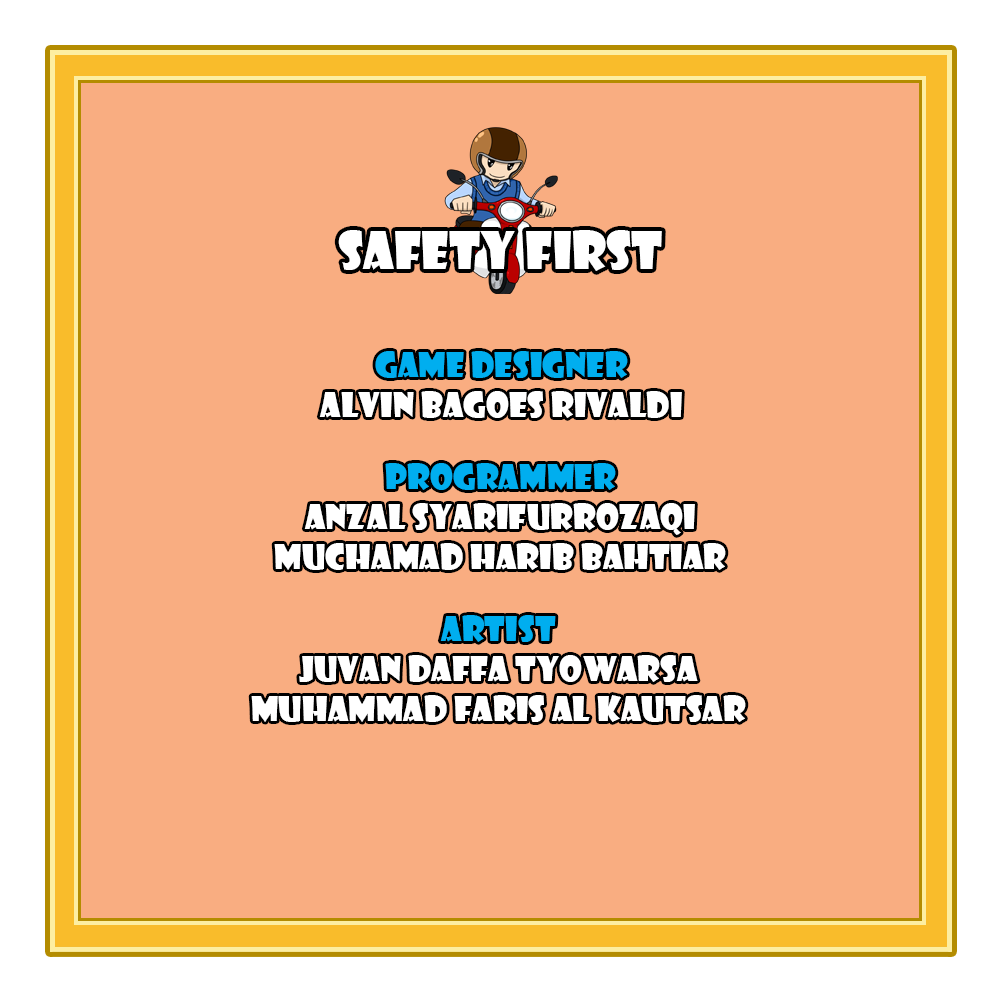 SAFETY FIRST
GAME DESIGNER
ALVIN BAGOES RIVALDI
PROGRAMMER
ANZAL SYARIFURROZAQI
MUCHAMAD HARIB BAHTIAR
ARTIST
JUVAN DAFFA TYOWARSA
MUHAMMAD FARIS AL KAUTSAR